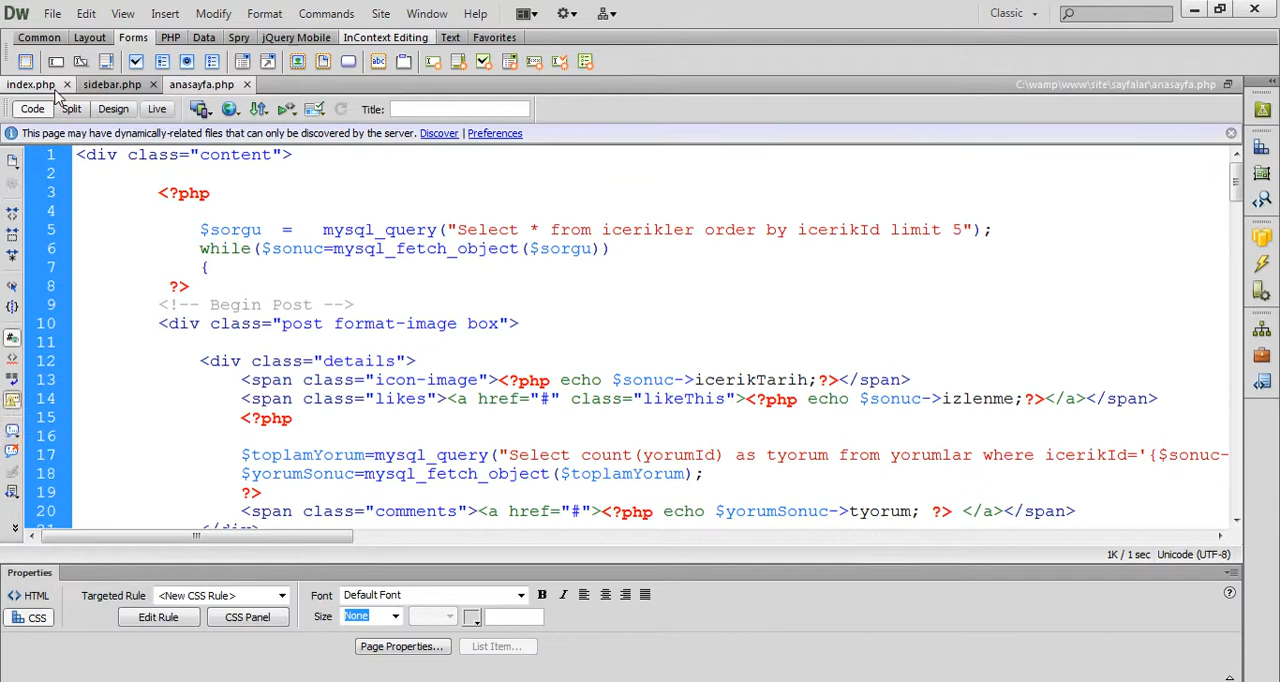 DW File Edit View Insert Modify Format Commands Site Window Help Classic
Common Layout Forms PHP Data Spry jQuery Mobile InContext Editing Text Favorites
abc
index.php sidebar.php anasayfa.php C:\wamp\www\site\sayfalar\anasayfa.php
Code Split Design Live Title:
This page may have dynamically-related files that can only be discovered by the server. Discover Preferences
1 <div class="content">
2
3 <?php
4
5 $sorgu = mysql_query("Select * from icerikler order by icerikId limit 5");
6 while($sonuc=mysql_fetch_object($sorgu))
7 {
8 ?>
9 <!-- Begin Post -->
10 <div class="post format-image box">
11
12 <div class="details">
13 <span class="icon-image"><?php echo $sonuc->icerikTarih;?></span>
14 <span class="likes"><a href="#" class="likeThis"><?php echo $sonuc->izlenme;?></a></span>
15 <?php
16
17 $toplamYorum=mysql_query("Select count(yorumId) as tyorum from yorumlar where icerikId='{$sonuc-
18 $yorumSonuc=mysql_fetch_object($toplamYorum);
19 ?>
20 <span class="comments"><a href="#"><?php echo $yorumSonuc->tyorum; ?> </a></span>
21 </div>
1K / 1 sec Unicode (UTF-8)
Properties
<> HTML Targeted Rule <New CSS Rule> Font Default Font B I
CSS Edit Rule CSS Panel Size None
Page Properties... List Item...